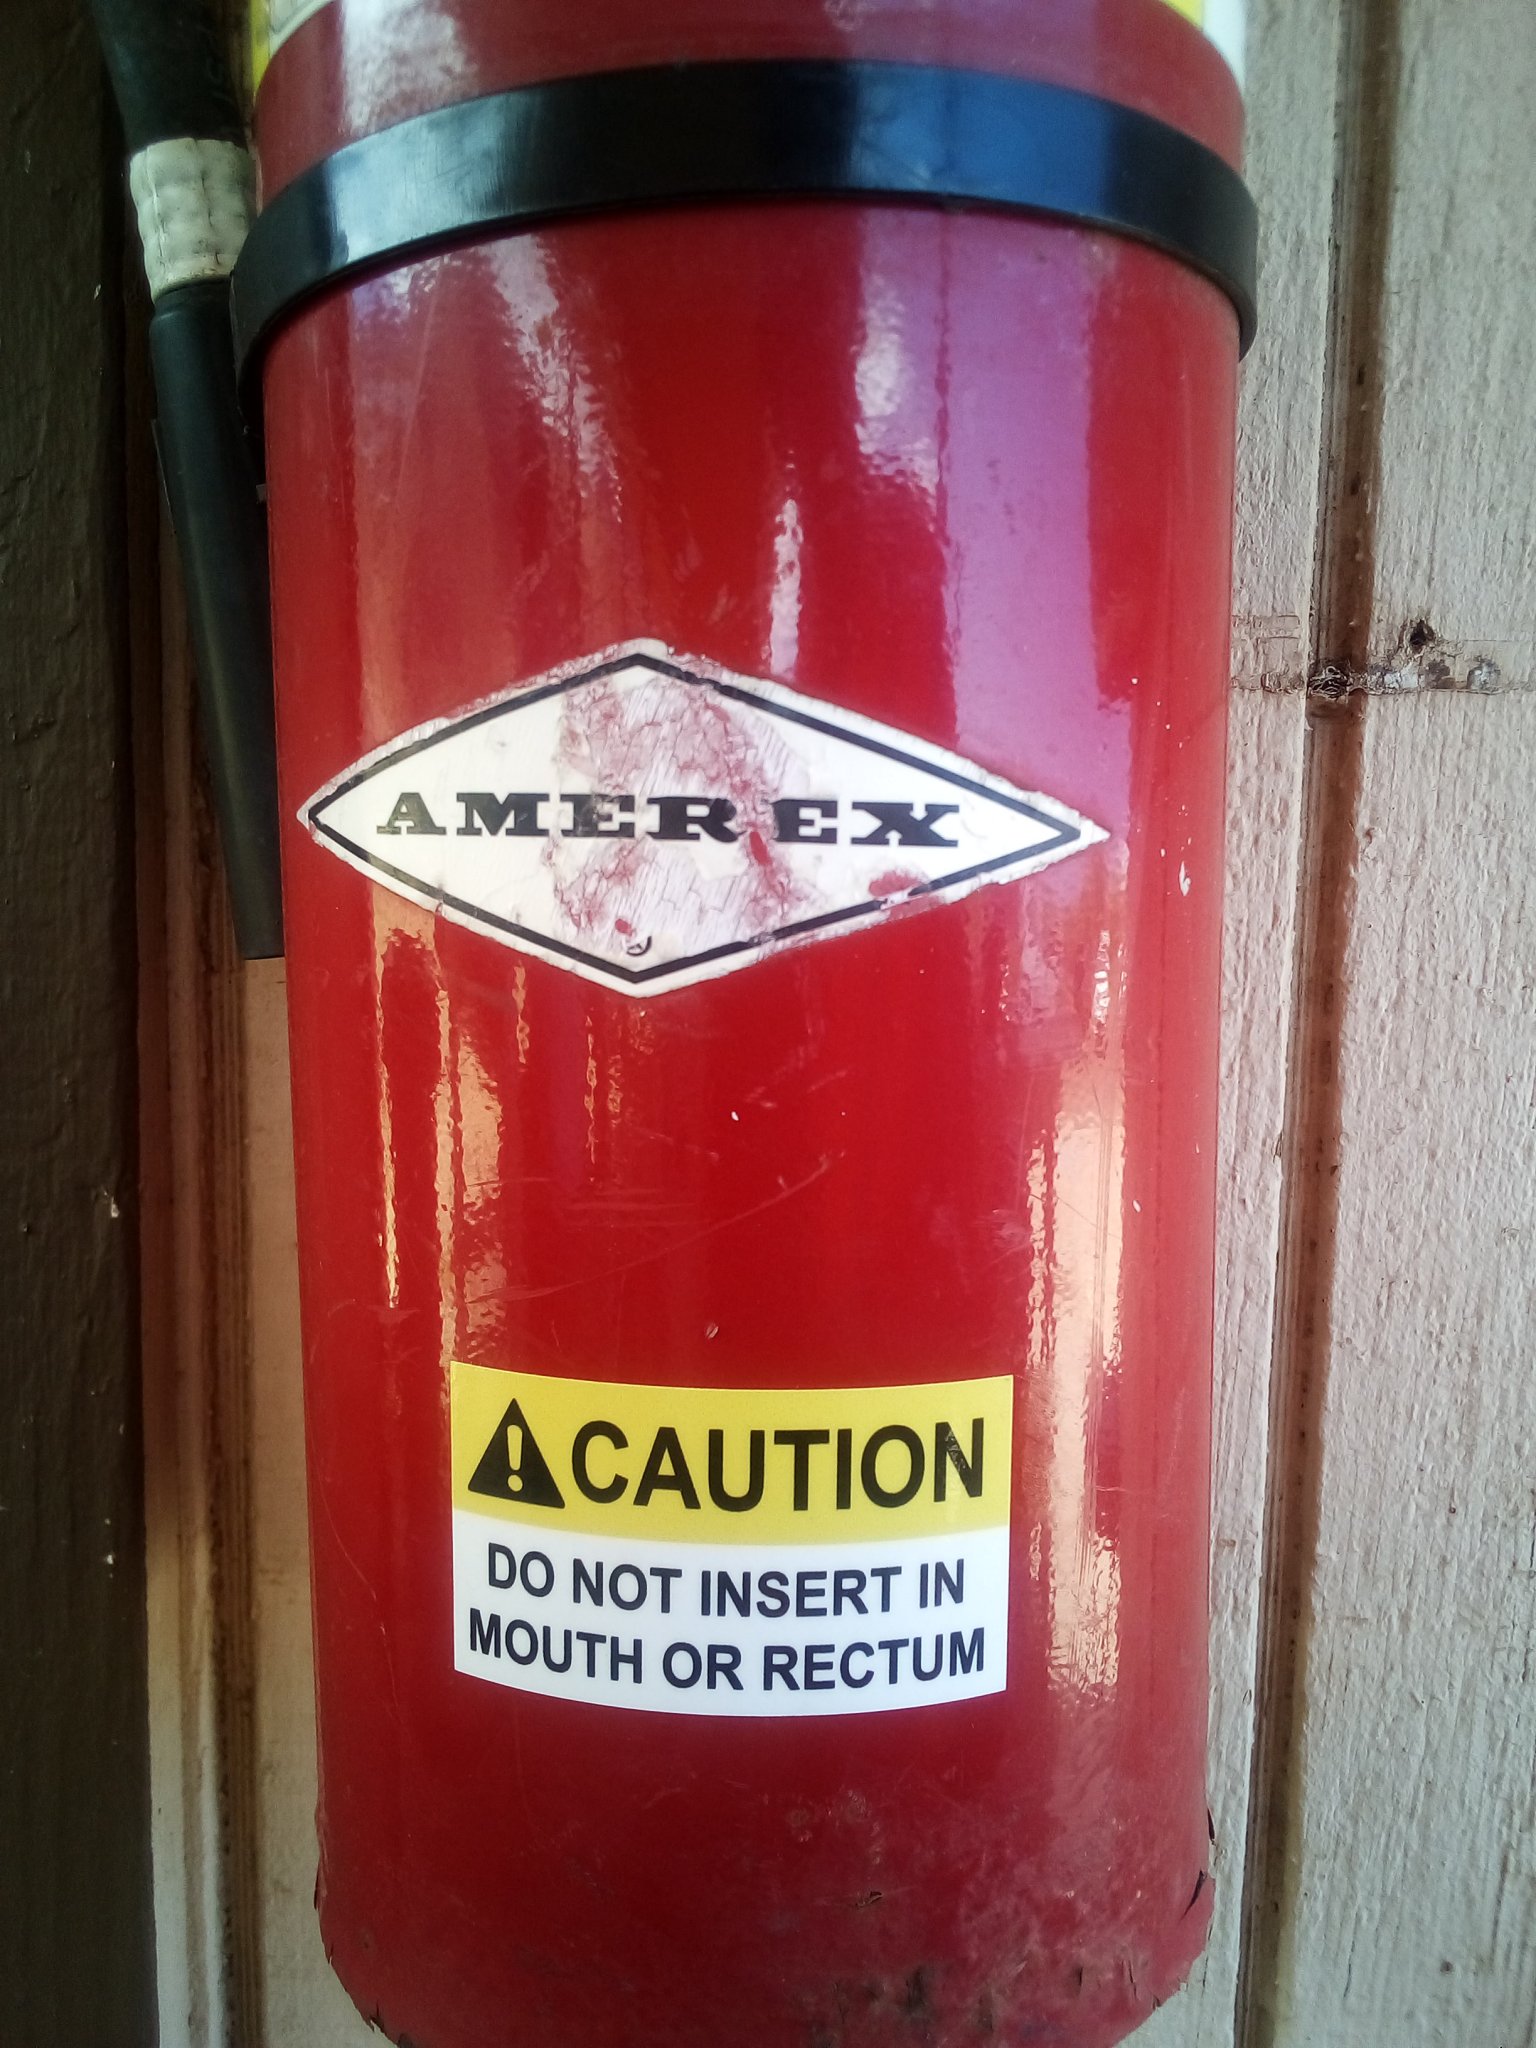 AMEREX
CAUTION
DO NOT INSERT IN
MOUTH OR RECTUM